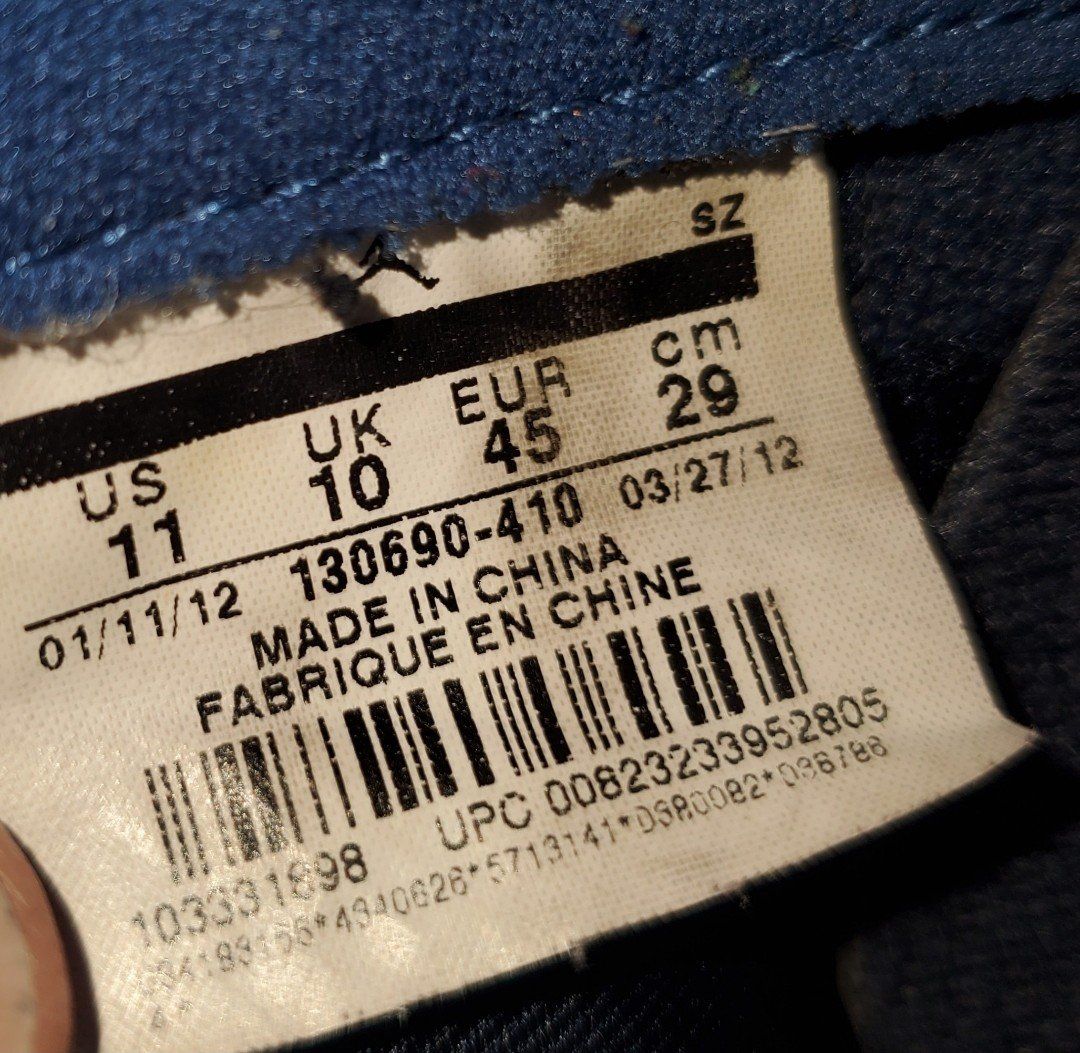 SZ
US UK EUR cm
11 10 45 29
01/11/12 130690-410 03/27/12
MADE IN CHINA
FABRIQUE EN CHINE
UPC 00823233952805
103331898